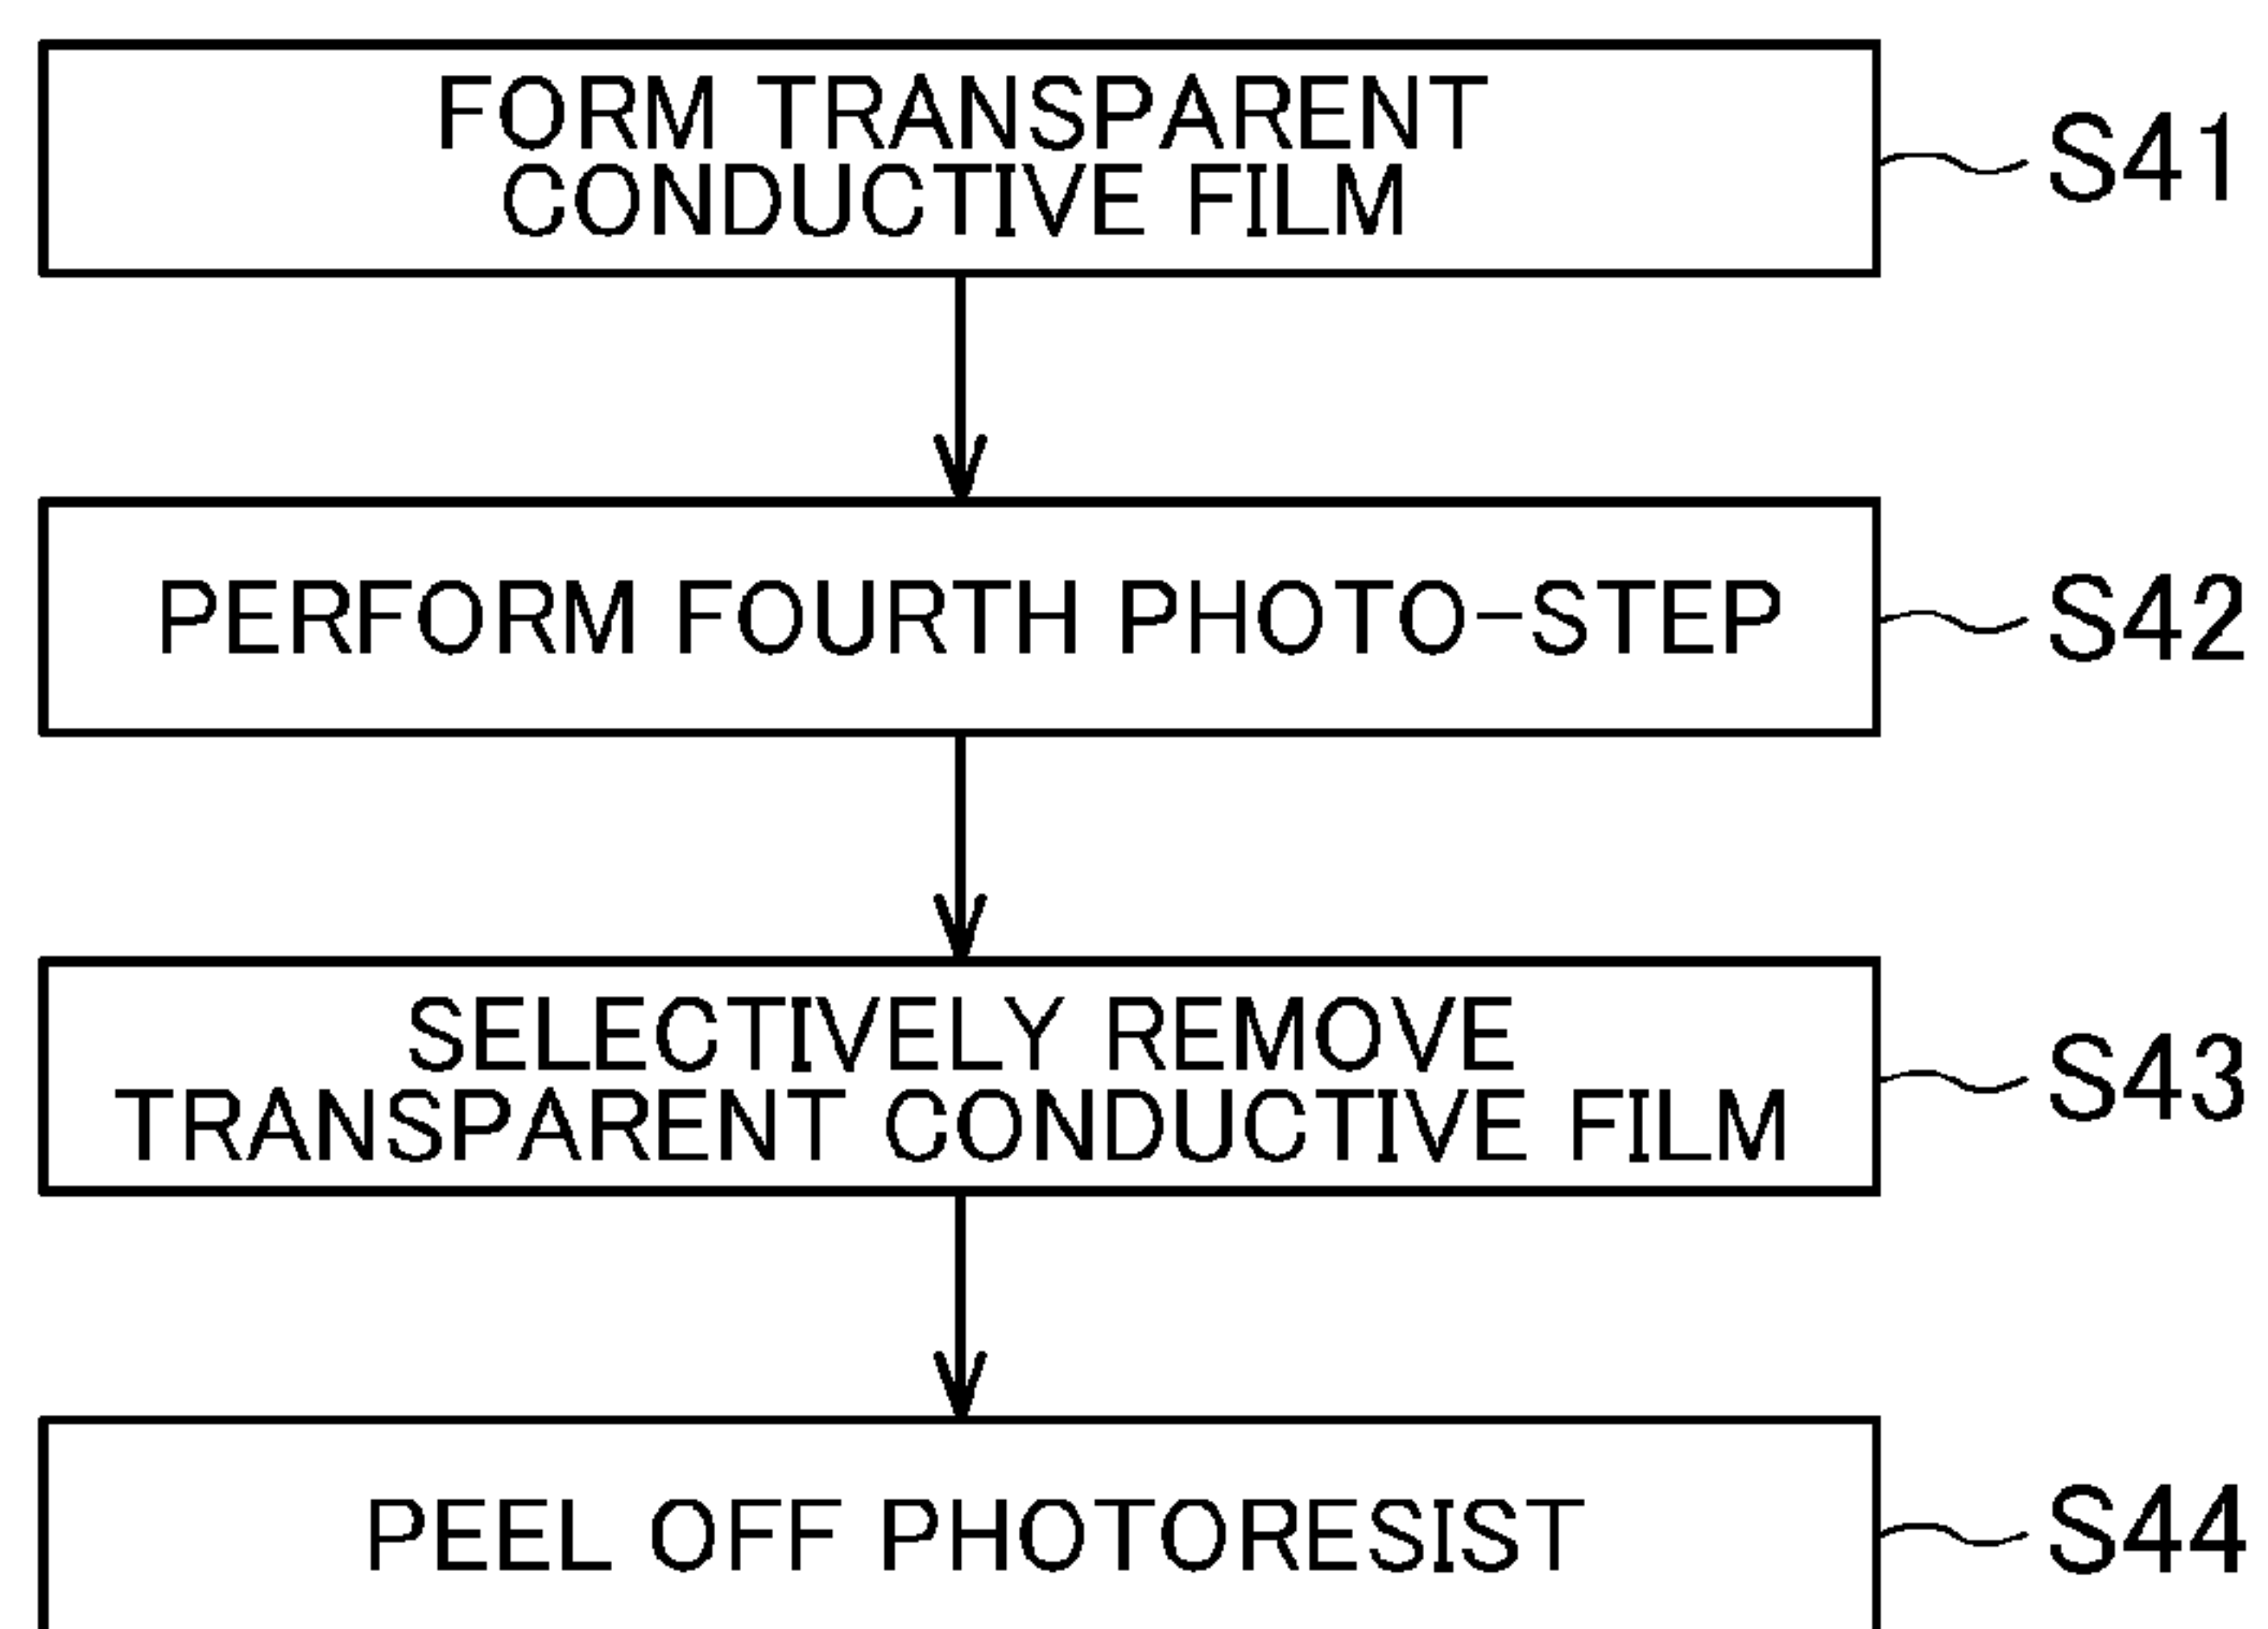 FORM TRANSPARENT
CONDUCTIVE FILM
S41
PERFORM FOURTH PHOTO-STEP
S42
SELECTIVELY REMOVE
TRANSPARENT CONDUCTIVE FILM
S43
PEEL OFF PHOTORESIST
S44